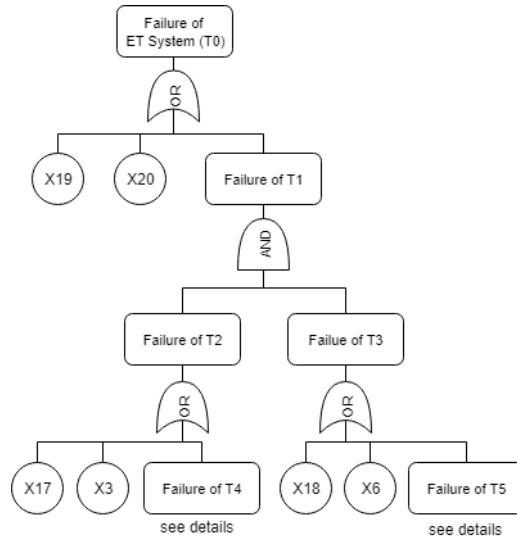 Failure of
ET System (T0)
OR
X19
X20
Failure of T1
AND
Failure of T2
Failure of T3
OR
OR
X17
X3
Failure of T4
X18
X6
Failure of T5
see details
see details